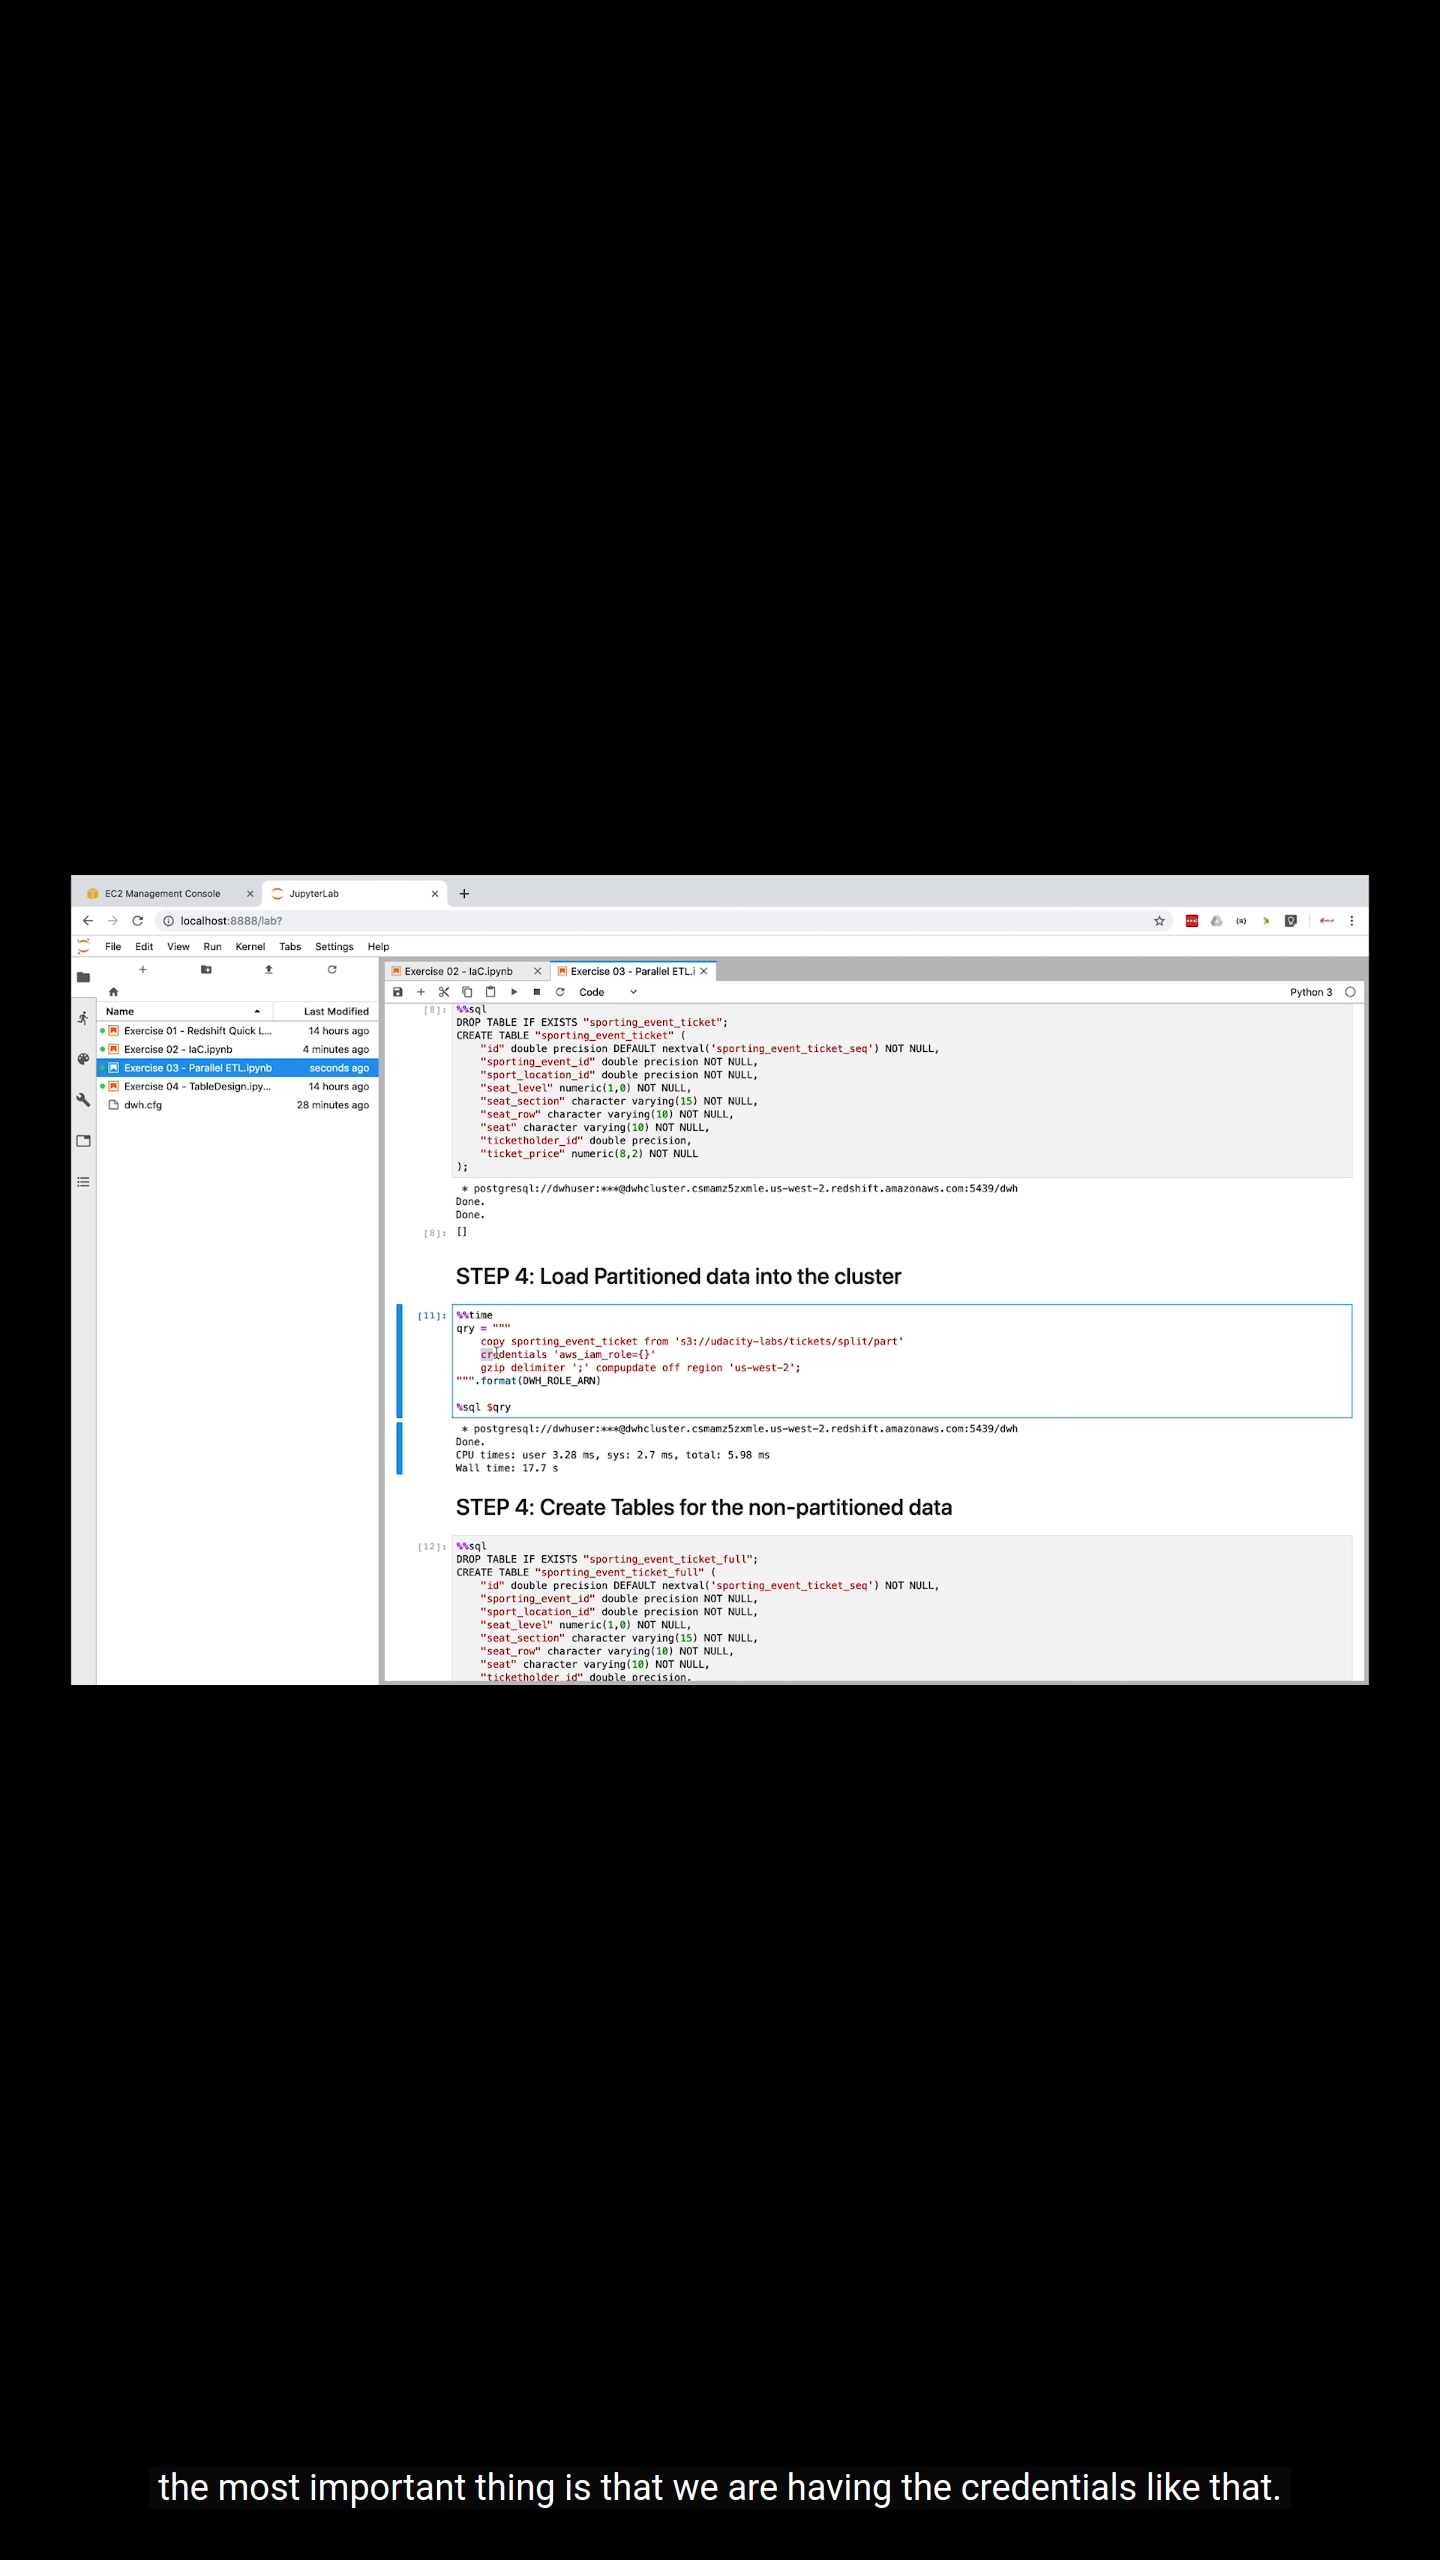 EC2 Management Console
JupyterLab
localhost:8888/lab?
File Edit View Run Kernel Tabs Settings Help
Exercise 02 - IaC.ipynb
Exercise 03 - Parallel ETL.i
Code
Python 3
Name Last Modified
Exercise 01 - Redshift Quick L... 14 hours ago
Exercise 02 - IaC.ipynb 4 minutes ago
Exercise 03 - Parallel ETL.ipynb seconds ago
Exercise 04 - TableDesign.ipy... 14 hours ago
dwh.cfg 28 minutes ago
[8]: %%sql
DROP TABLE IF EXISTS "sporting_event_ticket";
CREATE TABLE "sporting_event_ticket" (
"id" double precision DEFAULT nextval('sporting_event_ticket_seq') NOT NULL,
"sporting_event_id" double precision NOT NULL,
"sport_location_id" double precision NOT NULL,
"seat_level" numeric(1,0) NOT NULL,
"seat_section" character varying(15) NOT NULL,
"seat_row" character varying(10) NOT NULL,
"seat" character varying(10) NOT NULL,
"ticketholder_id" double precision,
"ticket_price" numeric(8,2) NOT NULL
);
* postgresql://dwhuser:***@dwhcluster.csmamz5zxmle.us-west-2.redshift.amazonaws.com:5439/dwh
Done.
Done.
[8]: []
STEP 4: Load Partitioned data into the cluster
[11]: %%time
qry = """
copy sporting_event_ticket from 's3://udacity-labs/tickets/split/part'
credentials 'aws_iam_role={}'
gzip delimiter ';' compupdate off region 'us-west-2';
""".format(DWH_ROLE_ARN)
%sql $qry
* postgresql://dwhuser:***@dwhcluster.csmamz5zxmle.us-west-2.redshift.amazonaws.com:5439/dwh
Done.
CPU times: user 3.28 ms, sys: 2.7 ms, total: 5.98 ms
Wall time: 17.7 s
STEP 4: Create Tables for the non-partitioned data
[12]: %%sql
DROP TABLE IF EXISTS "sporting_event_ticket_full";
CREATE TABLE "sporting_event_ticket_full" (
"id" double precision DEFAULT nextval('sporting_event_ticket_seq') NOT NULL,
"sporting_event_id" double precision NOT NULL,
"sport_location_id" double precision NOT NULL,
"seat_level" numeric(1,0) NOT NULL,
"seat_section" character varying(15) NOT NULL,
"seat_row" character varying(10) NOT NULL,
"seat" character varying(10) NOT NULL,
"ticketholder_id" double precision,
the most important thing is that we are having the credentials like that.